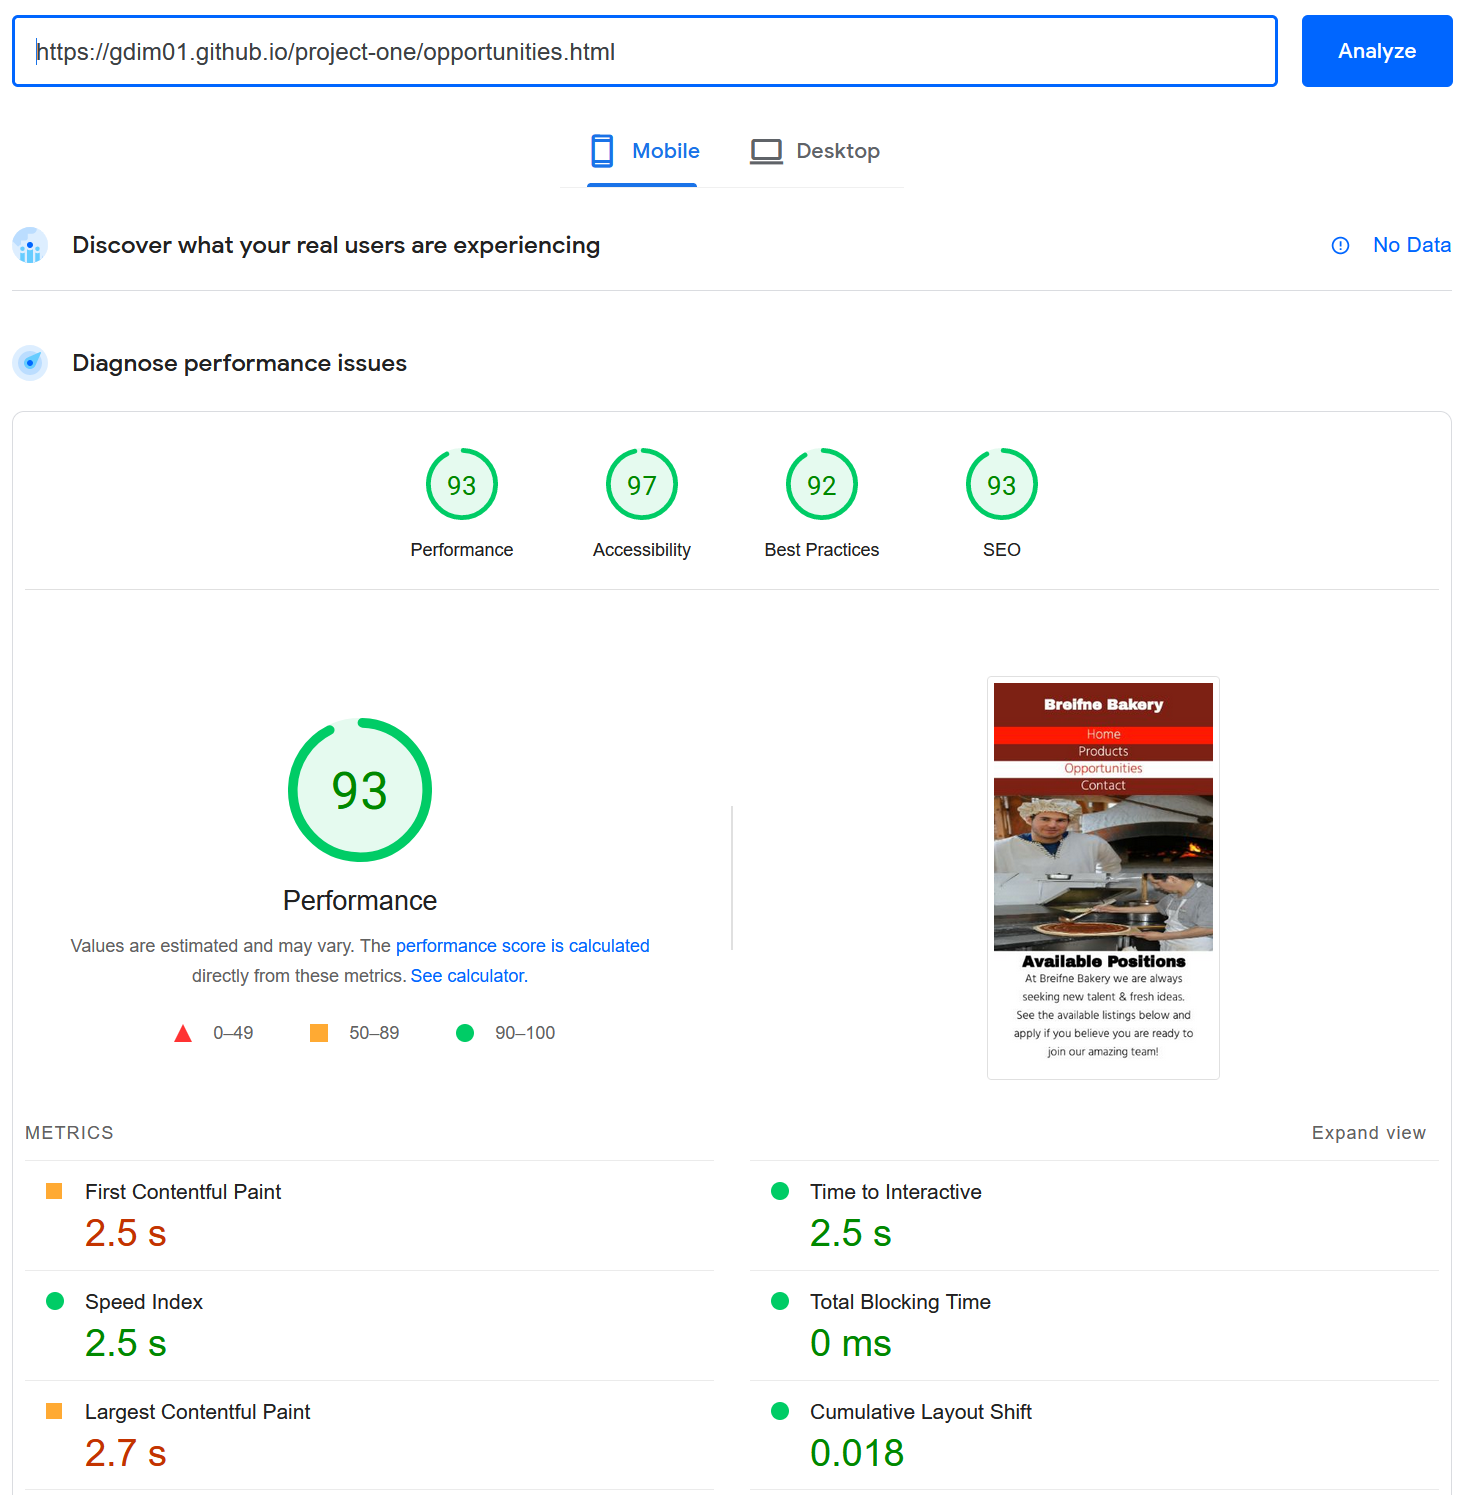 https://gdim01.github.io/project-one/opportunities.html
Analyze
Mobile
Desktop
Discover what your real users are experiencing
No Data
Diagnose performance issues
93
97
92
93
Performance
Accessibility
Best Practices
SEO
93
Performance
Values are estimated and may vary. The performance score is calculated
directly from these metrics. See calculator.
0–49
50–89
90–100
Breifne Bakery
Home
Products
Opportunities
Contact
Available Positions
At Breifne Bakery we are always
seeking new talent & fresh ideas.
See the available listings below and
apply if you believe you are ready to
join our amazing team!
METRICS
Expand view
First Contentful Paint
2.5 s
Time to Interactive
2.5 s
Speed Index
2.5 s
Total Blocking Time
0 ms
Largest Contentful Paint
2.7 s
Cumulative Layout Shift
0.018